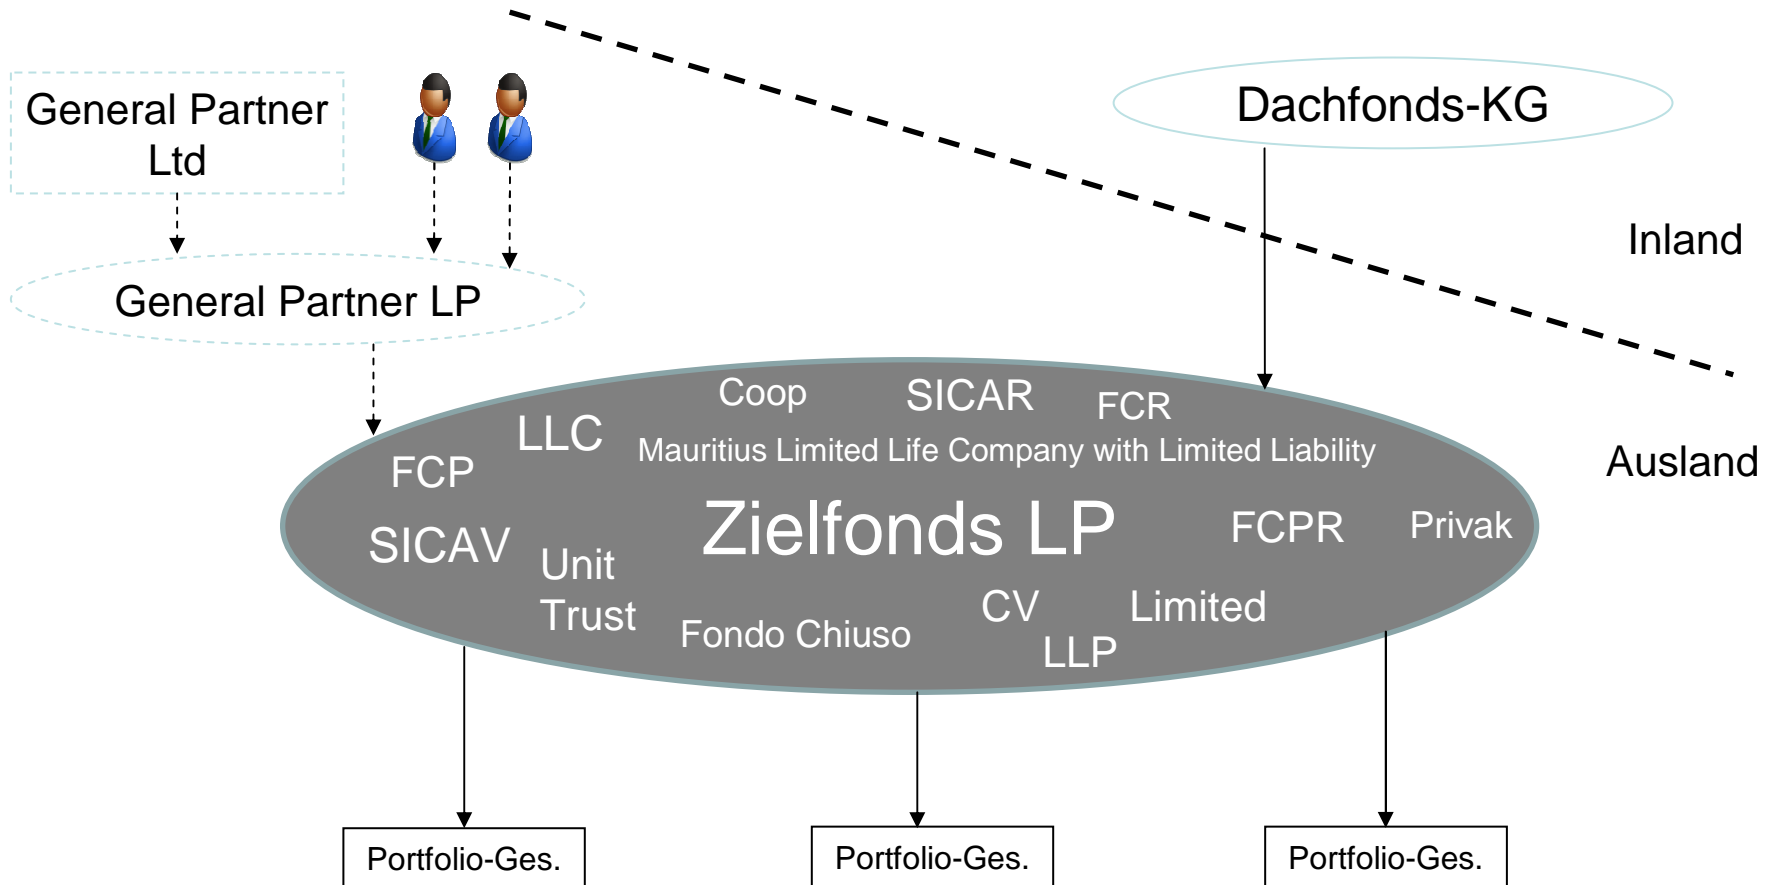 General Partner
Ltd
Dachfonds-KG
Inland
General Partner LP
Coop
SICAR
FCR
LLC
Mauritius Limited Life Company with Limited Liability
FCP
Ausland
Zielfonds LP
FCPR
Privak
SICAV
Unit
Trust
CV
Limited
Fondo Chiuso
LLP
Portfolio-Ges.
Portfolio-Ges.
Portfolio-Ges.